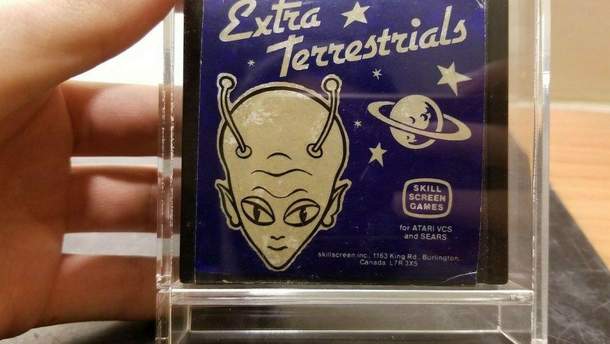 Extra
Terrestrials
SKILL
SCREEN
GAMES
for ATARI VCS
and SEARS
skillscreen inc., 1163 King Rd., Burlington,
Canada L7R 3X5